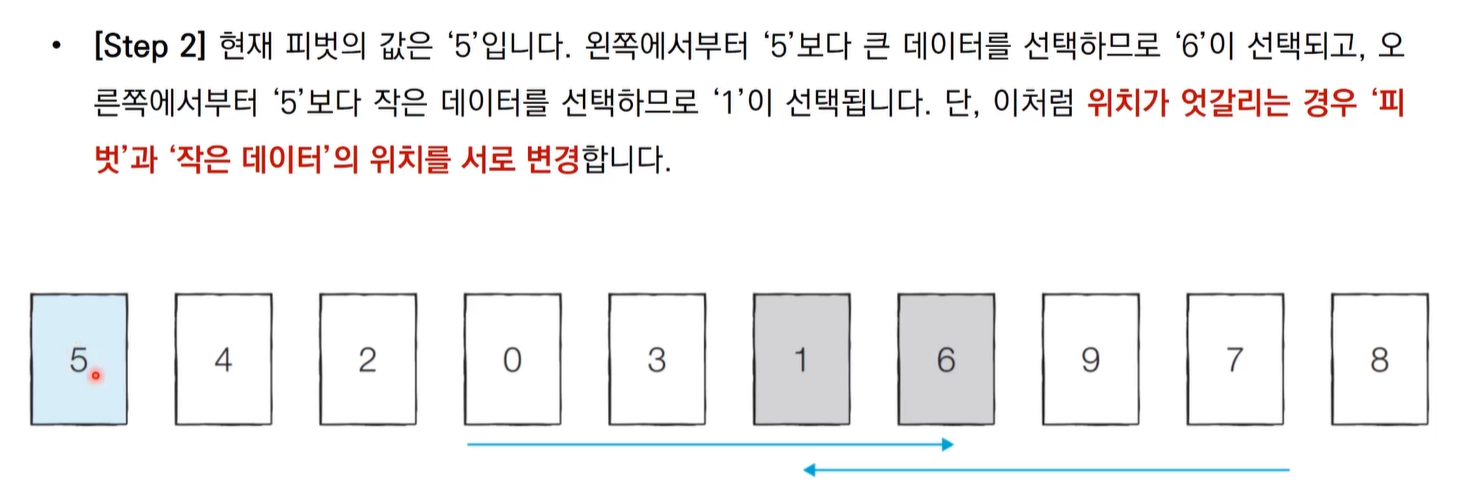 • [Step 2] 현재 피벗의 값은 ‘5’입니다. 왼쪽에서부터 ‘5’보다 큰 데이터를 선택하므로 ‘6’이 선택되고, 오
른쪽에서부터 ‘5’보다 작은 데이터를 선택하므로 ‘1’이 선택됩니다. 단, 이처럼 위치가 엇갈리는 경우 ‘피
벗’과 ‘작은 데이터’의 위치를 서로 변경합니다.
5 4 2 0 3 1 6 9 7 8